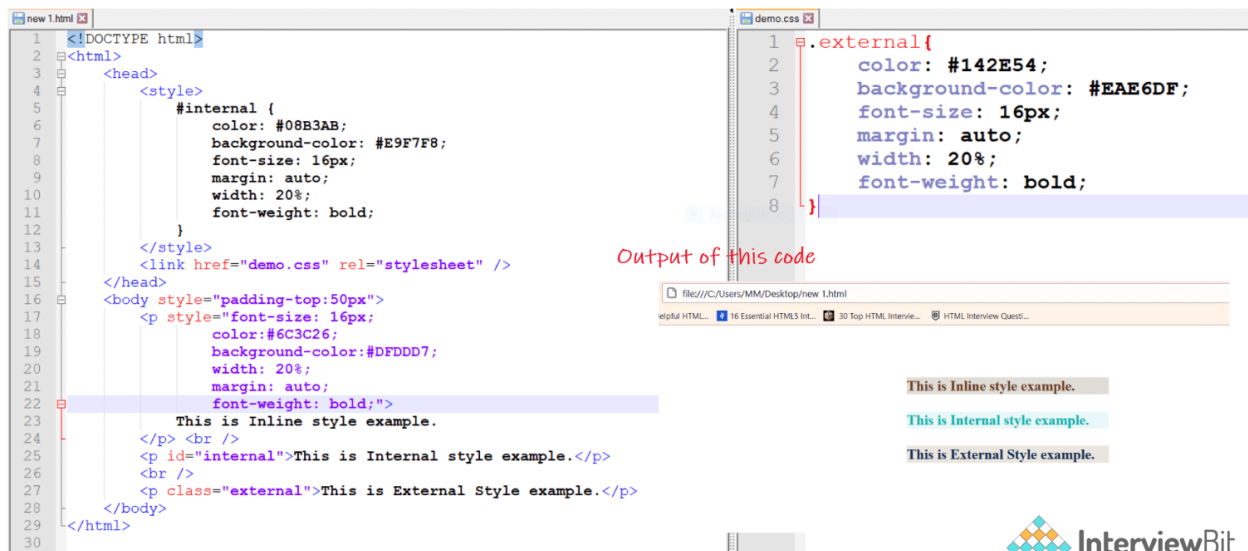 new 1.html
1 <!DOCTYPE html>
2 <html>
3 <head>
4 <style>
5 #internal {
6 color: #08B3AB;
7 background-color: #E9F7F8;
8 font-size: 16px;
9 margin: auto;
10 width: 20%;
11 font-weight: bold;
12 }
13 </style>
14 <link href="demo.css" rel="stylesheet" />
15 </head>
16 <body style="padding-top:50px">
17 <p style="font-size: 16px;
18 color:#6C3C26;
19 background-color:#DFDDD7;
20 width: 20%;
21 margin: auto;
22 font-weight: bold;">
23 This is Inline style example.
24 </p> <br />
25 <p id="internal">This is Internal style example.</p>
26 <br />
27 <p class="external">This is External Style example.</p>
28 </body>
29 </html>
30
demo.css
1 .external{
2 color: #142E54;
3 background-color: #EAE6DF;
4 font-size: 16px;
5 margin: auto;
6 width: 20%;
7 font-weight: bold;
8 }
Output of this code
file:///C:/Users/MM/Desktop/new 1.html
elpful HTML... 16 Essential HTML5 Int... 30 Top HTML Intervie... HTML Interview Questi...
This is Inline style example.
This is Internal style example.
This is External Style example.
InterviewBit